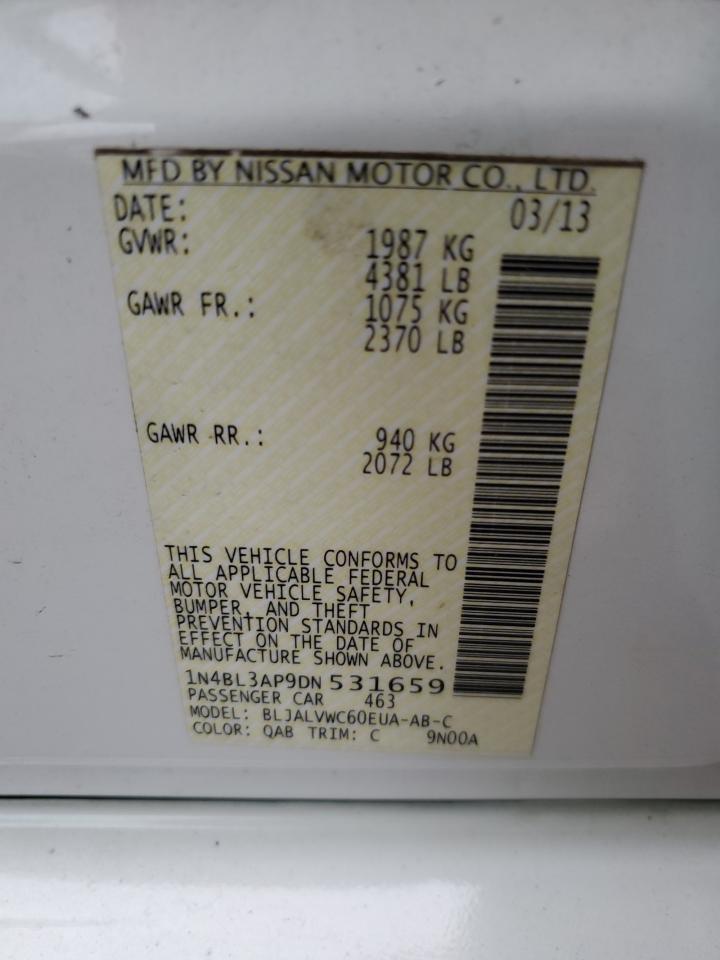 MFD BY NISSAN MOTOR CO., LTD.
DATE: 03/13
GVWR: 1987 KG
4381 LB
GAWR FR.: 1075 KG
2370 LB
GAWR RR.: 940 KG
2072 LB
THIS VEHICLE CONFORMS TO
ALL APPLICABLE FEDERAL
MOTOR VEHICLE SAFETY,
BUMPER, AND THEFT
PREVENTION STANDARDS IN
EFFECT ON THE DATE OF
MANUFACTURE SHOWN ABOVE.
1N4BL3AP9DN531659
PASSENGER CAR 463
MODEL: BLJALVWC60EUA-AB-C
COLOR: QAB TRIM: C 9N00A